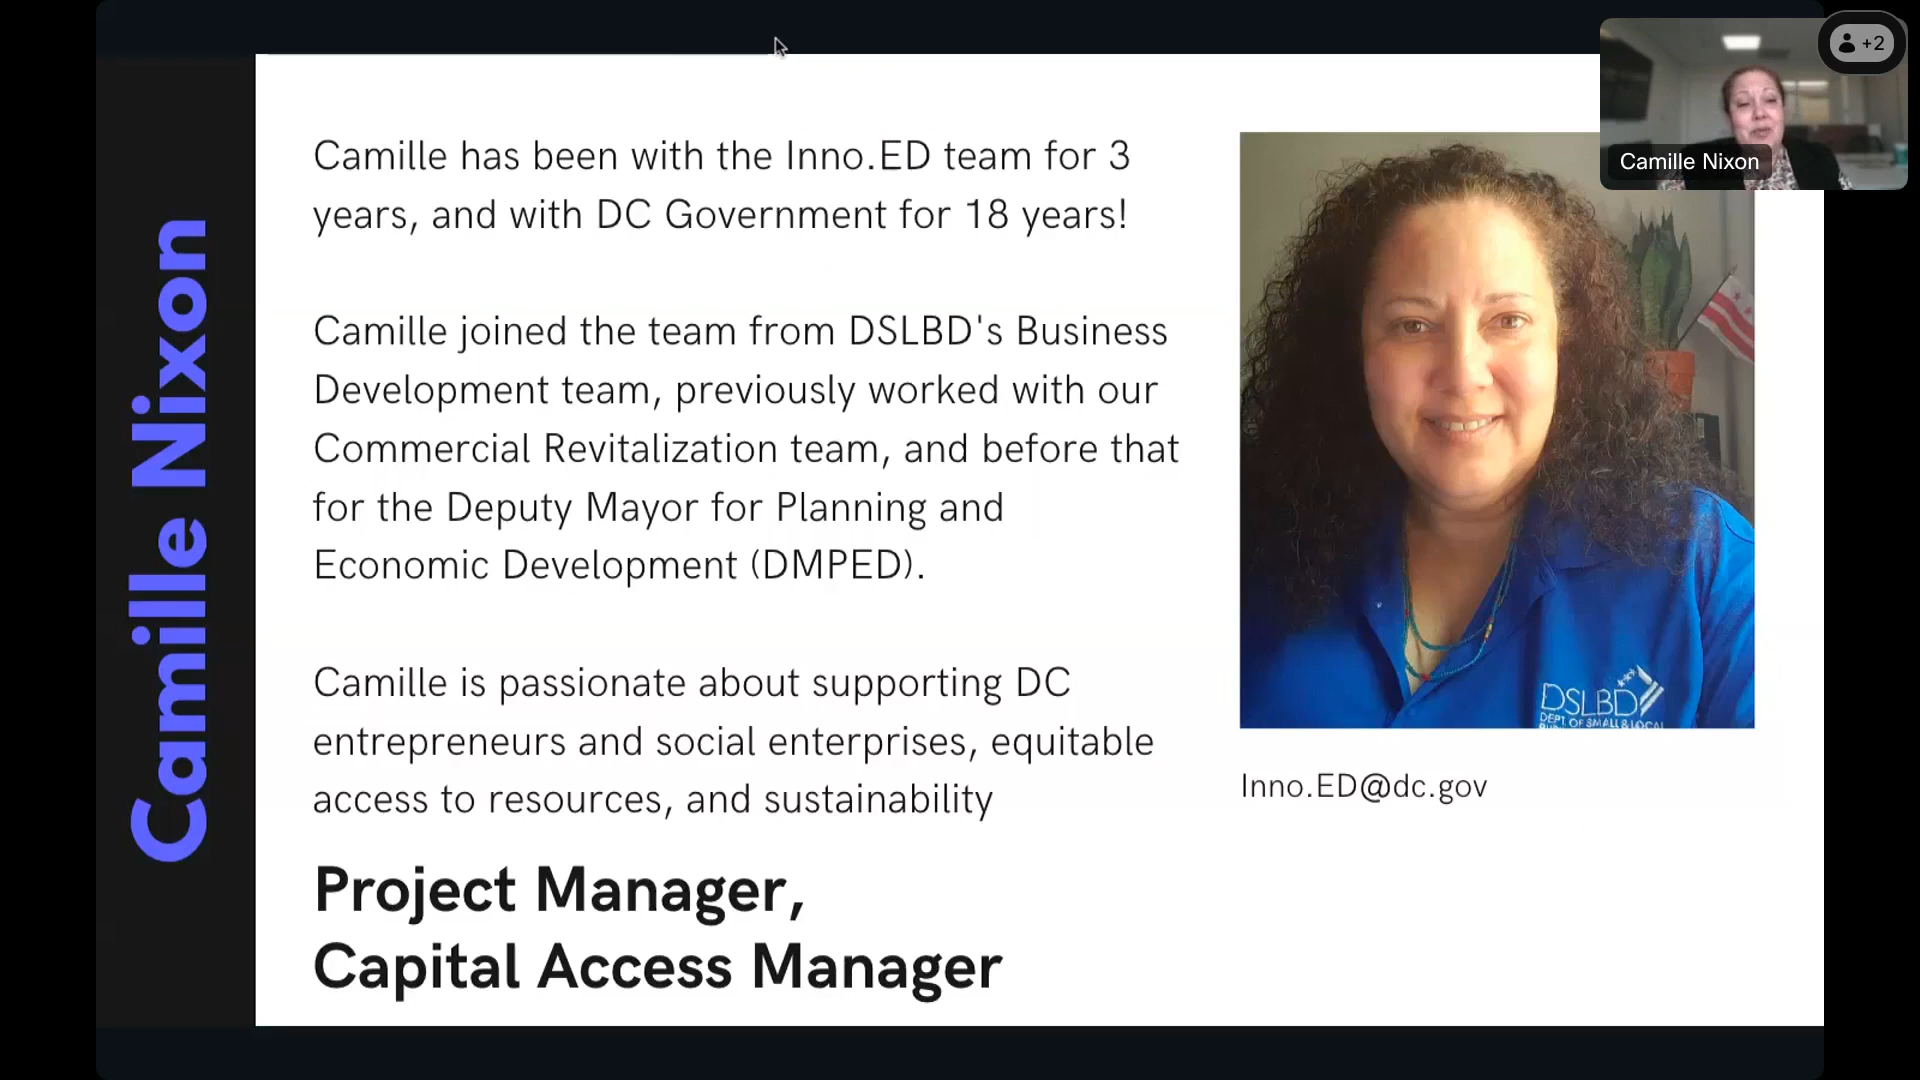 Camille Nixon
Camille has been with the Inno.ED team for 3
years, and with DC Government for 18 years!
Camille joined the team from DSLBD's Business
Development team, previously worked with our
Commercial Revitalization team, and before that
for the Deputy Mayor for Planning and
Economic Development (DMPED).
Camille is passionate about supporting DC
entrepreneurs and social enterprises, equitable
access to resources, and sustainability
Project Manager,
Capital Access Manager
DSLBD
DEPT. OF SMALL & LOCAL
Inno.ED@dc.gov
+2
Camille Nixon